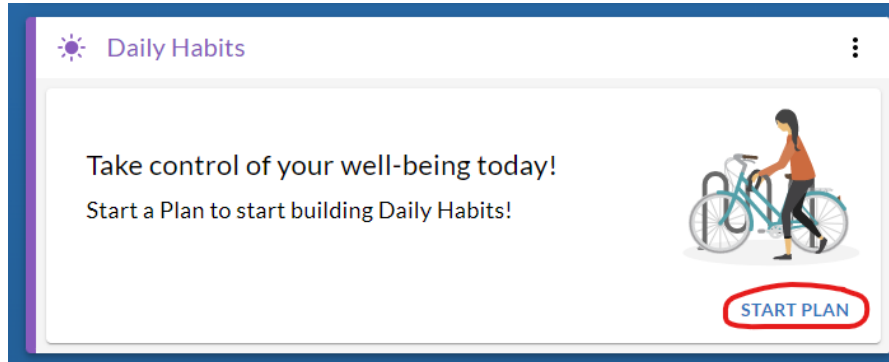 Daily Habits
Take control of your well-being today!
Start a Plan to start building Daily Habits!
START PLAN